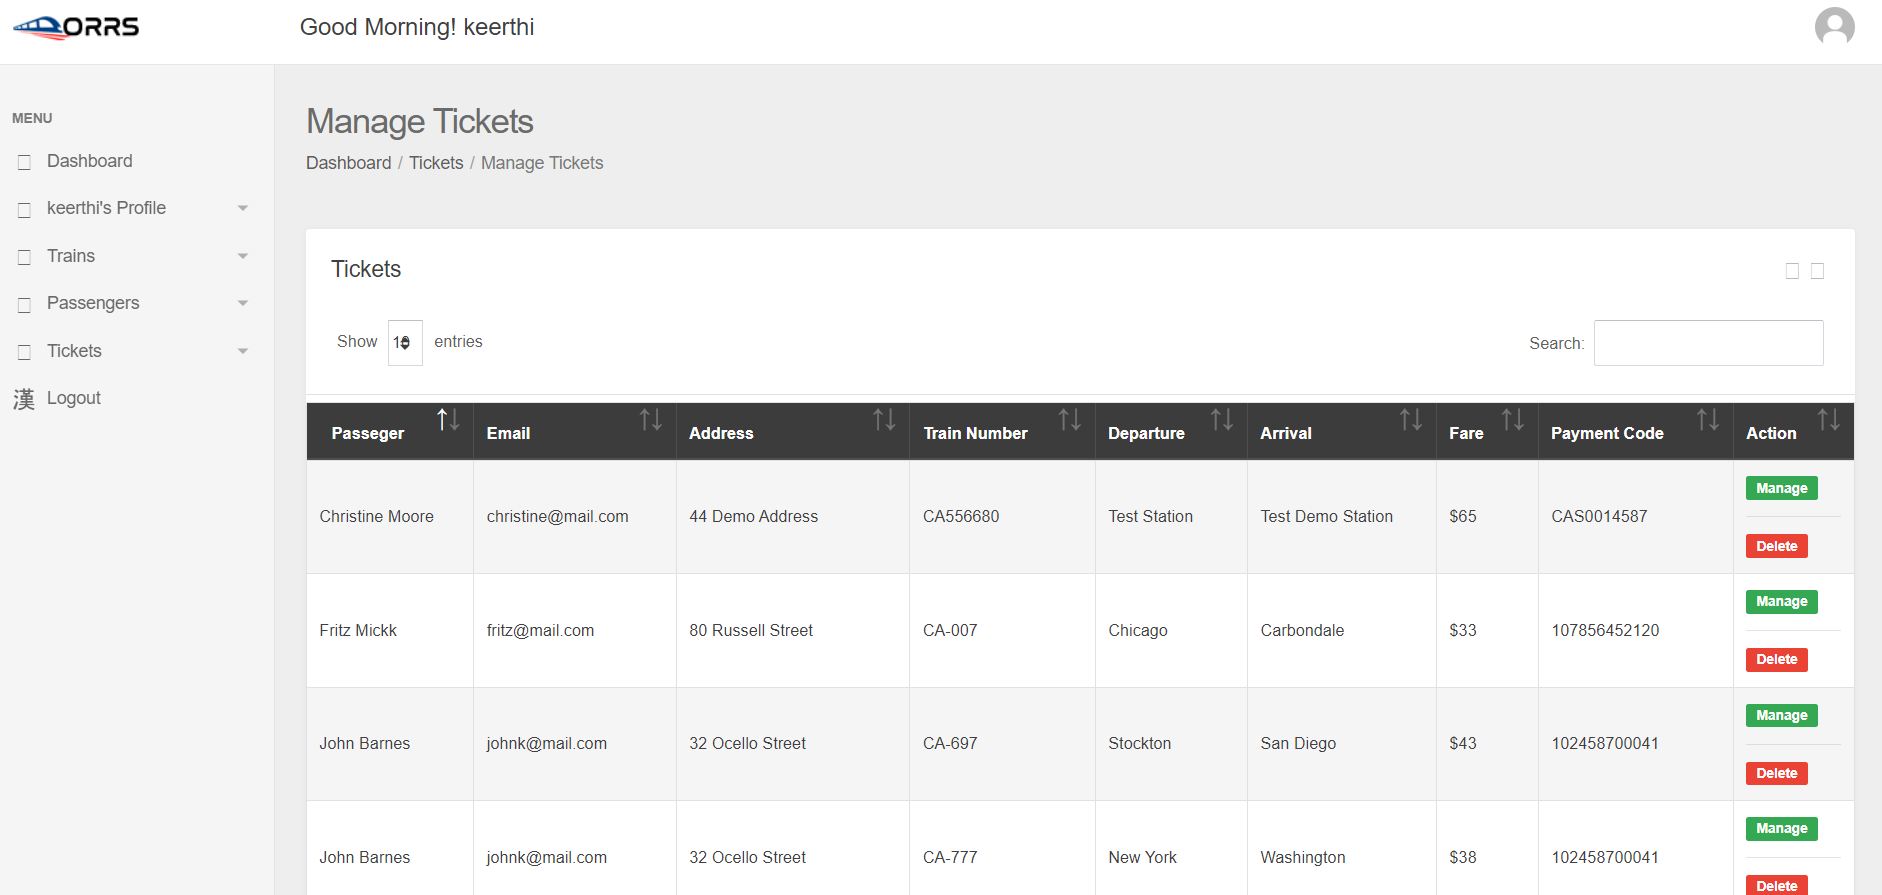 ORRS
Good Morning! keerthi
MENU
Dashboard
keerthi's Profile
Trains
Passengers
Tickets
漢 Logout
Manage Tickets
Dashboard / Tickets / Manage Tickets
Tickets
Show 10 entries
Search:
Passeger Email Address Train Number Departure Arrival Fare Payment Code Action
Christine Moore christine@mail.com 44 Demo Address CA556680 Test Station Test Demo Station $65 CAS0014587 Manage
Delete
Fritz Mickk fritz@mail.com 80 Russell Street CA-007 Chicago Carbondale $33 107856452120 Manage
Delete
John Barnes johnk@mail.com 32 Ocello Street CA-697 Stockton San Diego $43 102458700041 Manage
Delete
John Barnes johnk@mail.com 32 Ocello Street CA-777 New York Washington $38 102458700041 Manage
Delete